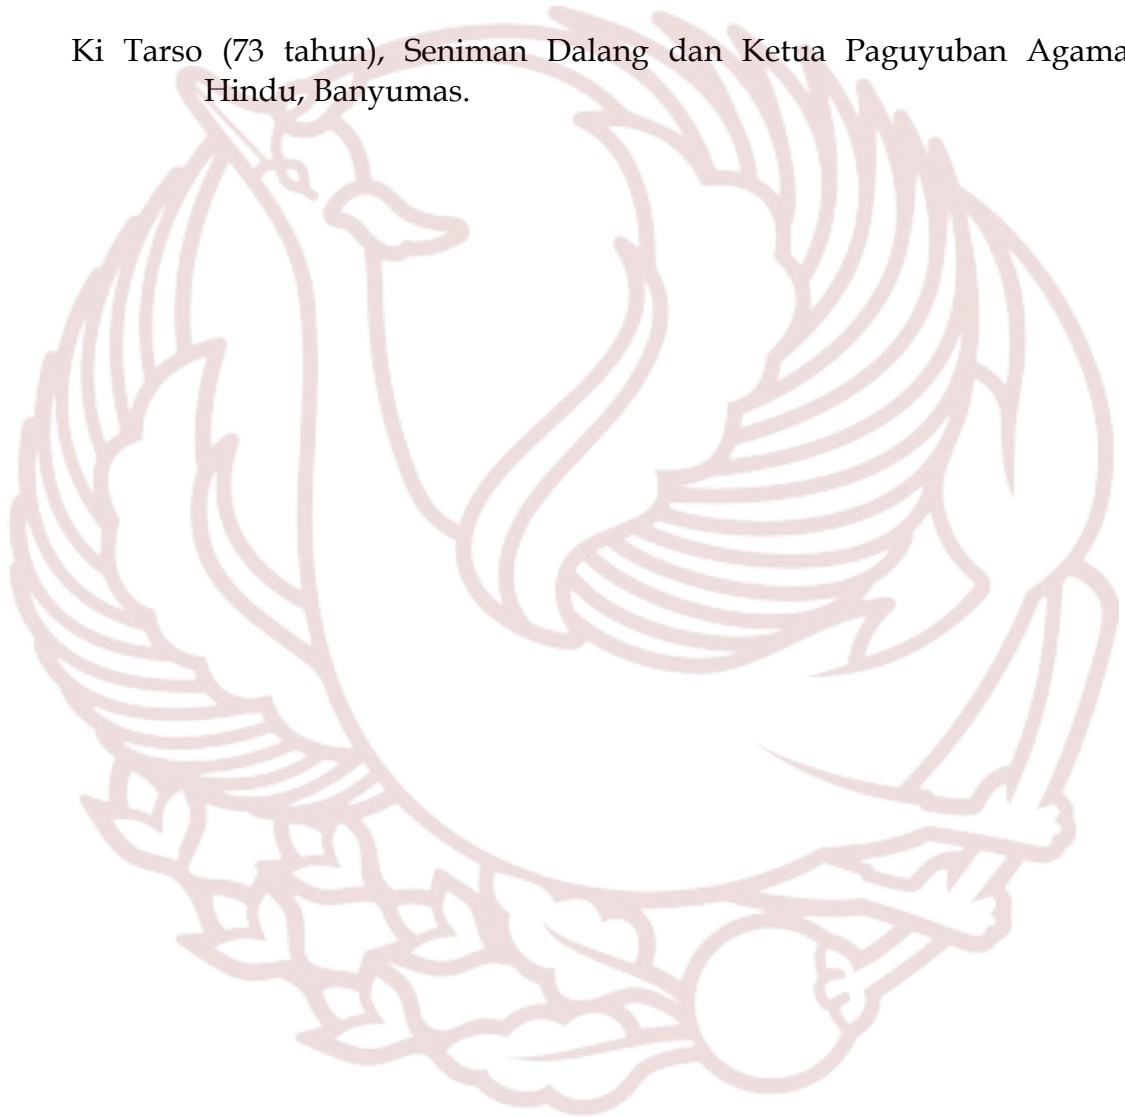 Ki Tarso (73 tahun), Seniman Dalang dan Ketua Paguyuban Agama
Hindu, Banyumas.